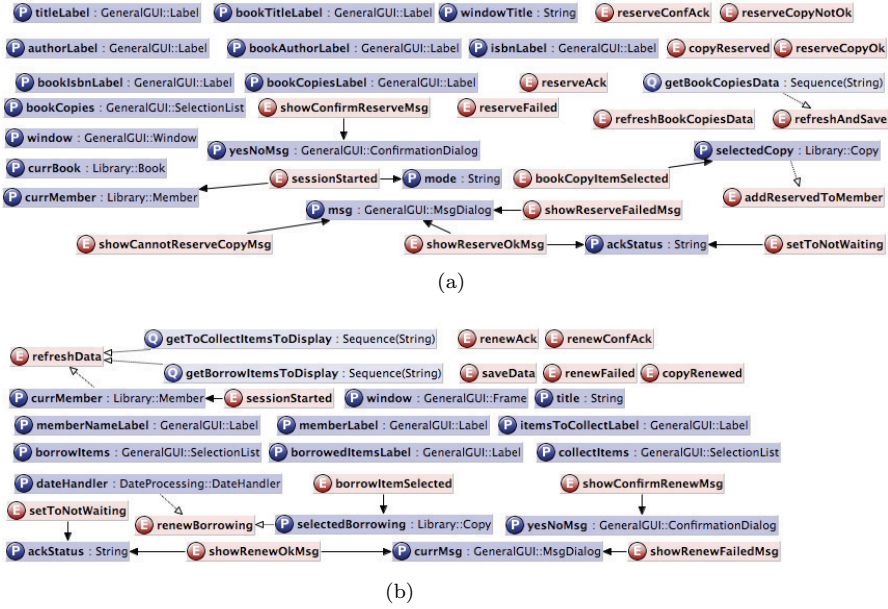 P titleLabel : GeneralGUI::Label P bookTitleLabel : GeneralGUI::Label P windowTitle : String E reserveConfAck E reserveCopyNotOk
P authorLabel : GeneralGUI::Label P bookAuthorLabel : GeneralGUI::Label P isbnLabel : GeneralGUI::Label E copyReserved E reserveCopyOk
P bookIsbnLabel : GeneralGUI::Label P bookCopiesLabel : GeneralGUI::Label E reserveAck Q getBookCopiesData : Sequence(String)
P bookCopies : GeneralGUI::SelectionList E showConfirmReserveMsg E reserveFailed
E refreshBookCopiesData E refreshAndSave
P window : GeneralGUI::Window P yesNoMsg : GeneralGUI::ConfirmationDialog P selectedCopy : Library::Copy
P currBook : Library::Book
E sessionStarted P mode : String E bookCopyItemSelected
P currMember : Library::Member E addReservedToMember
P msg : GeneralGUI::MsgDialog E showReserveFailedMsg
E showCannotReserveCopyMsg E showReserveOkMsg P ackStatus : String E setToNotWaiting
(a)
Q getToCollectItemsToDisplay : Sequence(String) E renewAck E renewConfAck
E refreshData
Q getBorrowItemsToDisplay : Sequence(String) E saveData E renewFailed E copyRenewed
P currMember : Library::Member E sessionStarted P window : GeneralGUI::Frame P title : String
P memberNameLabel : GeneralGUI::Label P memberLabel : GeneralGUI::Label P itemsToCollectLabel : GeneralGUI::Label
P borrowItems : GeneralGUI::SelectionList P borrowedItemsLabel : GeneralGUI::Label P collectItems : GeneralGUI::SelectionList
P dateHandler : DateProcessing::DateHandler E borrowItemSelected E showConfirmRenewMsg
E setToNotWaiting
E renewBorrowing P selectedBorrowing : Library::Copy P yesNoMsg : GeneralGUI::ConfirmationDialog
P ackStatus : String E showRenewOkMsg P currMsg : GeneralGUI::MsgDialog E showRenewFailedMsg
(b)